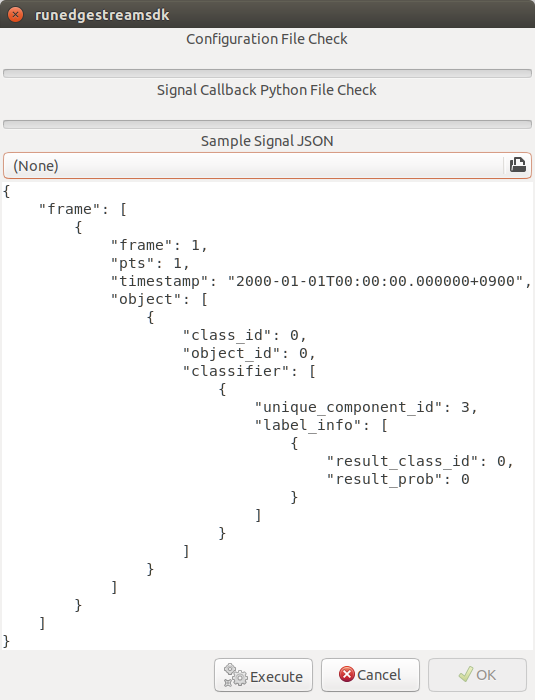 runedgestreamsdk
Configuration File Check
Signal Callback Python File Check
Sample Signal JSON
(None)
{
    "frame": [
        {
            "frame": 1,
            "pts": 1,
            "timestamp": "2000-01-01T00:00:00.000000+0900",
            "object": [
                {
                    "class_id": 0,
                    "object_id": 0,
                    "classifier": [
                        {
                            "unique_component_id": 3,
                            "label_info": [
                                {
                                    "result_class_id": 0,
                                    "result_prob": 0
                                }
                            ]
                        }
                    ]
                }
            ]
        }
    ]
}
Execute
Cancel
OK